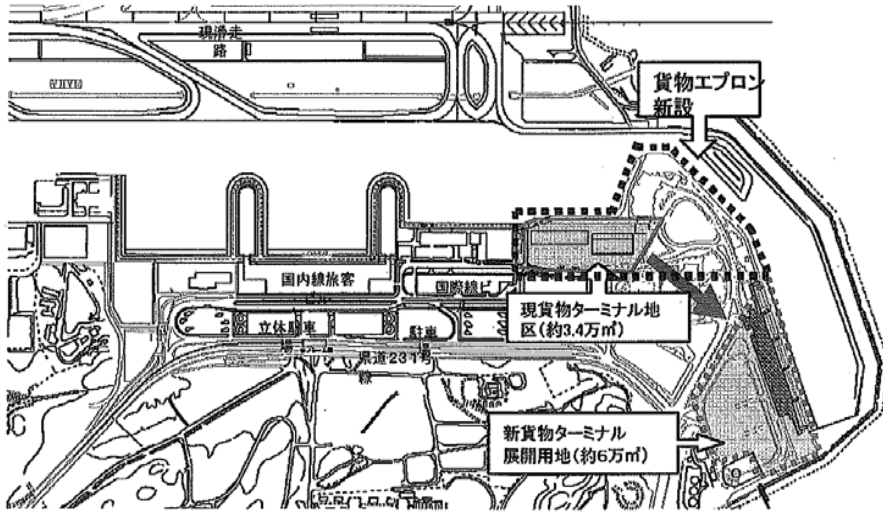 現滑走
路
貨物エプロン
新設
国内線旅客
ビル
国際線ビ
ル
現貨物ターミナル地
区(約3.4万㎡)
立体駐車
場
駐車
場
県道231号
線
新貨物ターミナル
展開用地(約6万㎡)